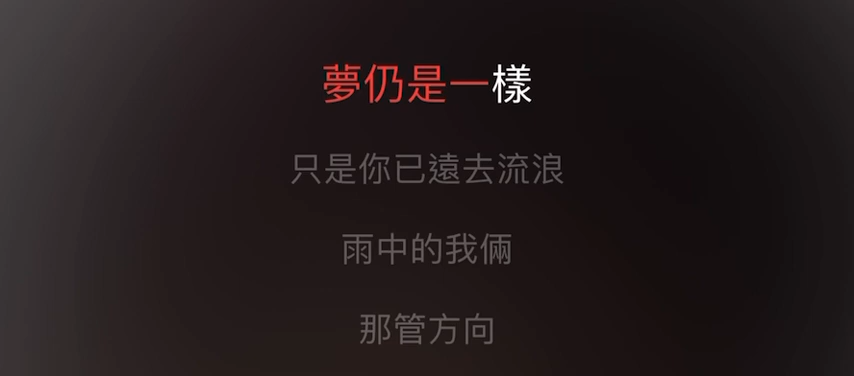 夢仍是一樣
只是你已遠去流浪
雨中的我倆
那管方向